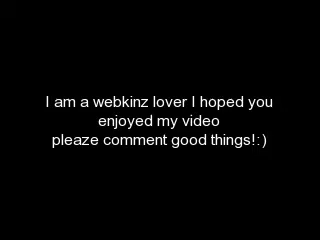 I am a webkinz lover I hoped you
enjoyed my video
pleaze comment good things!:)